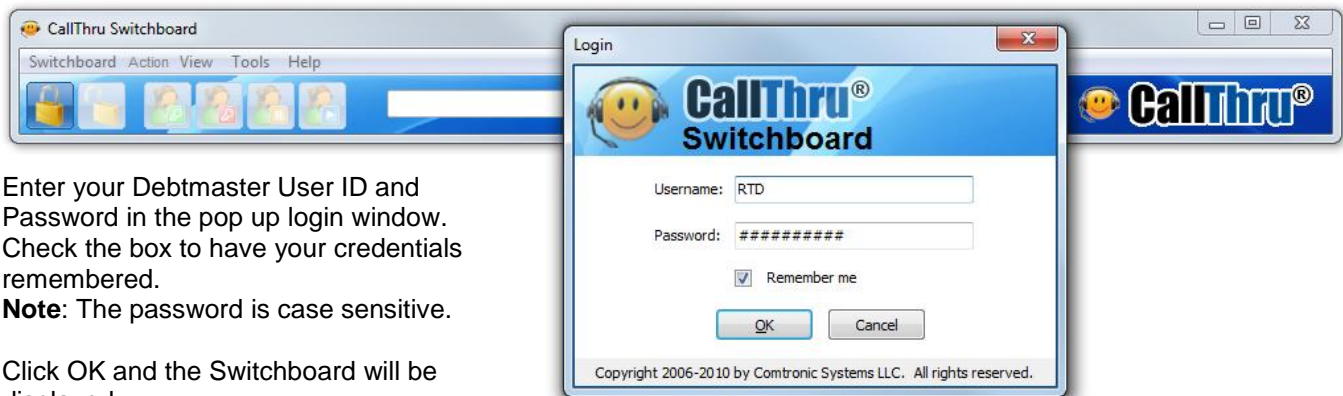 CallThru Switchboard
Switchboard Action View Tools Help
CallThru®
Login
CallThru®
Switchboard
Username: RTD
Password: ##########
Remember me
OK Cancel
Copyright 2006-2010 by Comtronic Systems LLC. All rights reserved.
Enter your Debtmaster User ID and
Password in the pop up login window.
Check the box to have your credentials
remembered.
Note: The password is case sensitive.
Click OK and the Switchboard will be